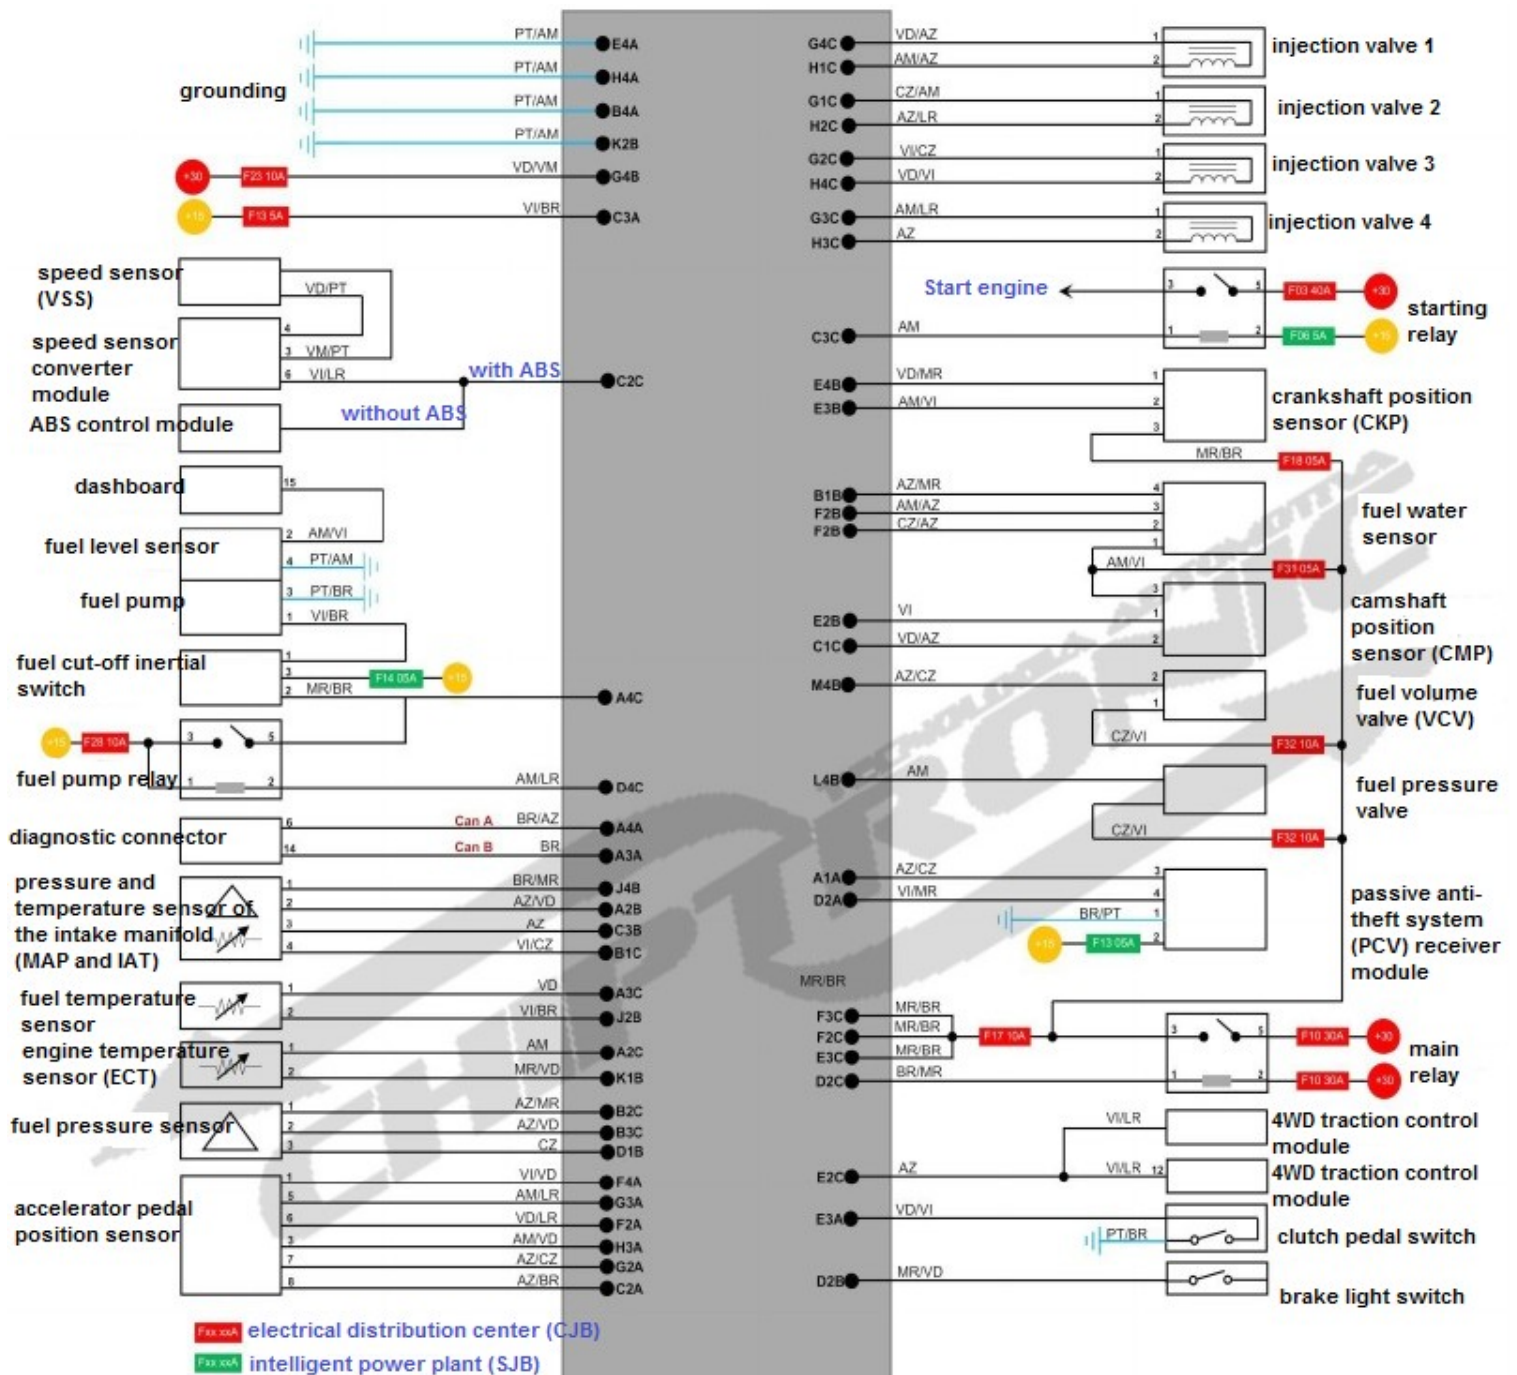 PT/AM
E4A
PT/AM
H4A
grounding
PT/AM
B4A
PT/AM
K2B
+30
F23 10A
VD/VM
G4B
+15
F13 5A
VI/BR
C3A
speed sensor
(VSS)
VD/PT
4
speed sensor
converter
module
3
VM/PT
6
VI/LR
with ABS
C2C
without ABS
ABS control module
dashboard
15
2
AM/VI
fuel level sensor
4
PT/AM
fuel pump
3
PT/BR
1
VI/BR
fuel cut-off inertial
switch
1
3
F14 05A
+15
2
MR/BR
A4C
+15
F28 10A
3
5
fuel pump relay
1
2
AM/LR
D4C
diagnostic connector
6
Can A
BR/AZ
A4A
14
Can B
BR
A3A
pressure and
temperature sensor of
the intake manifold
(MAP and IAT)
1
BR/MR
J4B
2
AZ/VD
A2B
3
AZ
C3B
4
VI/CZ
B1C
fuel temperature
sensor
1
VD
A3C
2
VI/BR
J2B
engine temperature
sensor (ECT)
1
AM
A2C
2
MR/VD
K1B
fuel pressure sensor
1
AZ/MR
B2C
2
AZ/VD
B3C
3
CZ
D1B
accelerator pedal
position sensor
1
VI/VD
F4A
5
AM/LR
G3A
6
VD/LR
F2A
3
AM/VD
H3A
7
AZ/CZ
G2A
8
AZ/BR
C2A
Fxx xxA
electrical distribution center (CJB)
Fxx xxA
intelligent power plant (SJB)
G4C
VD/AZ
1
injection valve 1
H1C
AM/AZ
2
G1C
CZ/AM
1
injection valve 2
H2C
AZ/LR
2
G2C
VI/CZ
1
injection valve 3
H4C
VD/VI
2
G3C
AM/LR
1
injection valve 4
H3C
AZ
2
Start engine
3
5
F03 40A
+30
starting
relay
C3C
AM
1
2
F06 5A
+15
E4B
VD/MR
1
crankshaft position
sensor (CKP)
E3B
AM/VI
2
3
MR/BR
F18 05A
B1B
AZ/MR
4
fuel water
sensor
F2B
AM/AZ
3
F2B
CZ/AZ
2
1
AM/VI
F31 05A
3
camshaft
position
sensor (CMP)
E2B
VI
1
C1C
VD/AZ
2
M4B
AZ/CZ
2
fuel volume
valve (VCV)
1
CZ/VI
F32 10A
L4B
AM
fuel pressure
valve
CZ/VI
F32 10A
A1A
AZ/CZ
3
D2A
VI/MR
4
passive anti-
theft system
(PCV) receiver
module
BR/PT
1
+15
F13 05A
2
MR/BR
F3C
MR/BR
F2C
MR/BR
F17 10A
3
5
F10 30A
+30
main
relay
E3C
MR/BR
D2C
BR/MR
1
2
F10 30A
+30
VI/LR
4WD traction control
module
E2C
AZ
VI/LR
12
4WD traction control
module
E3A
VD/VI
PT/BR
clutch pedal switch
D2B
MR/VD
brake light switch
CHIPTRONIC
TECNOLOGIA AUTOMOTIVA